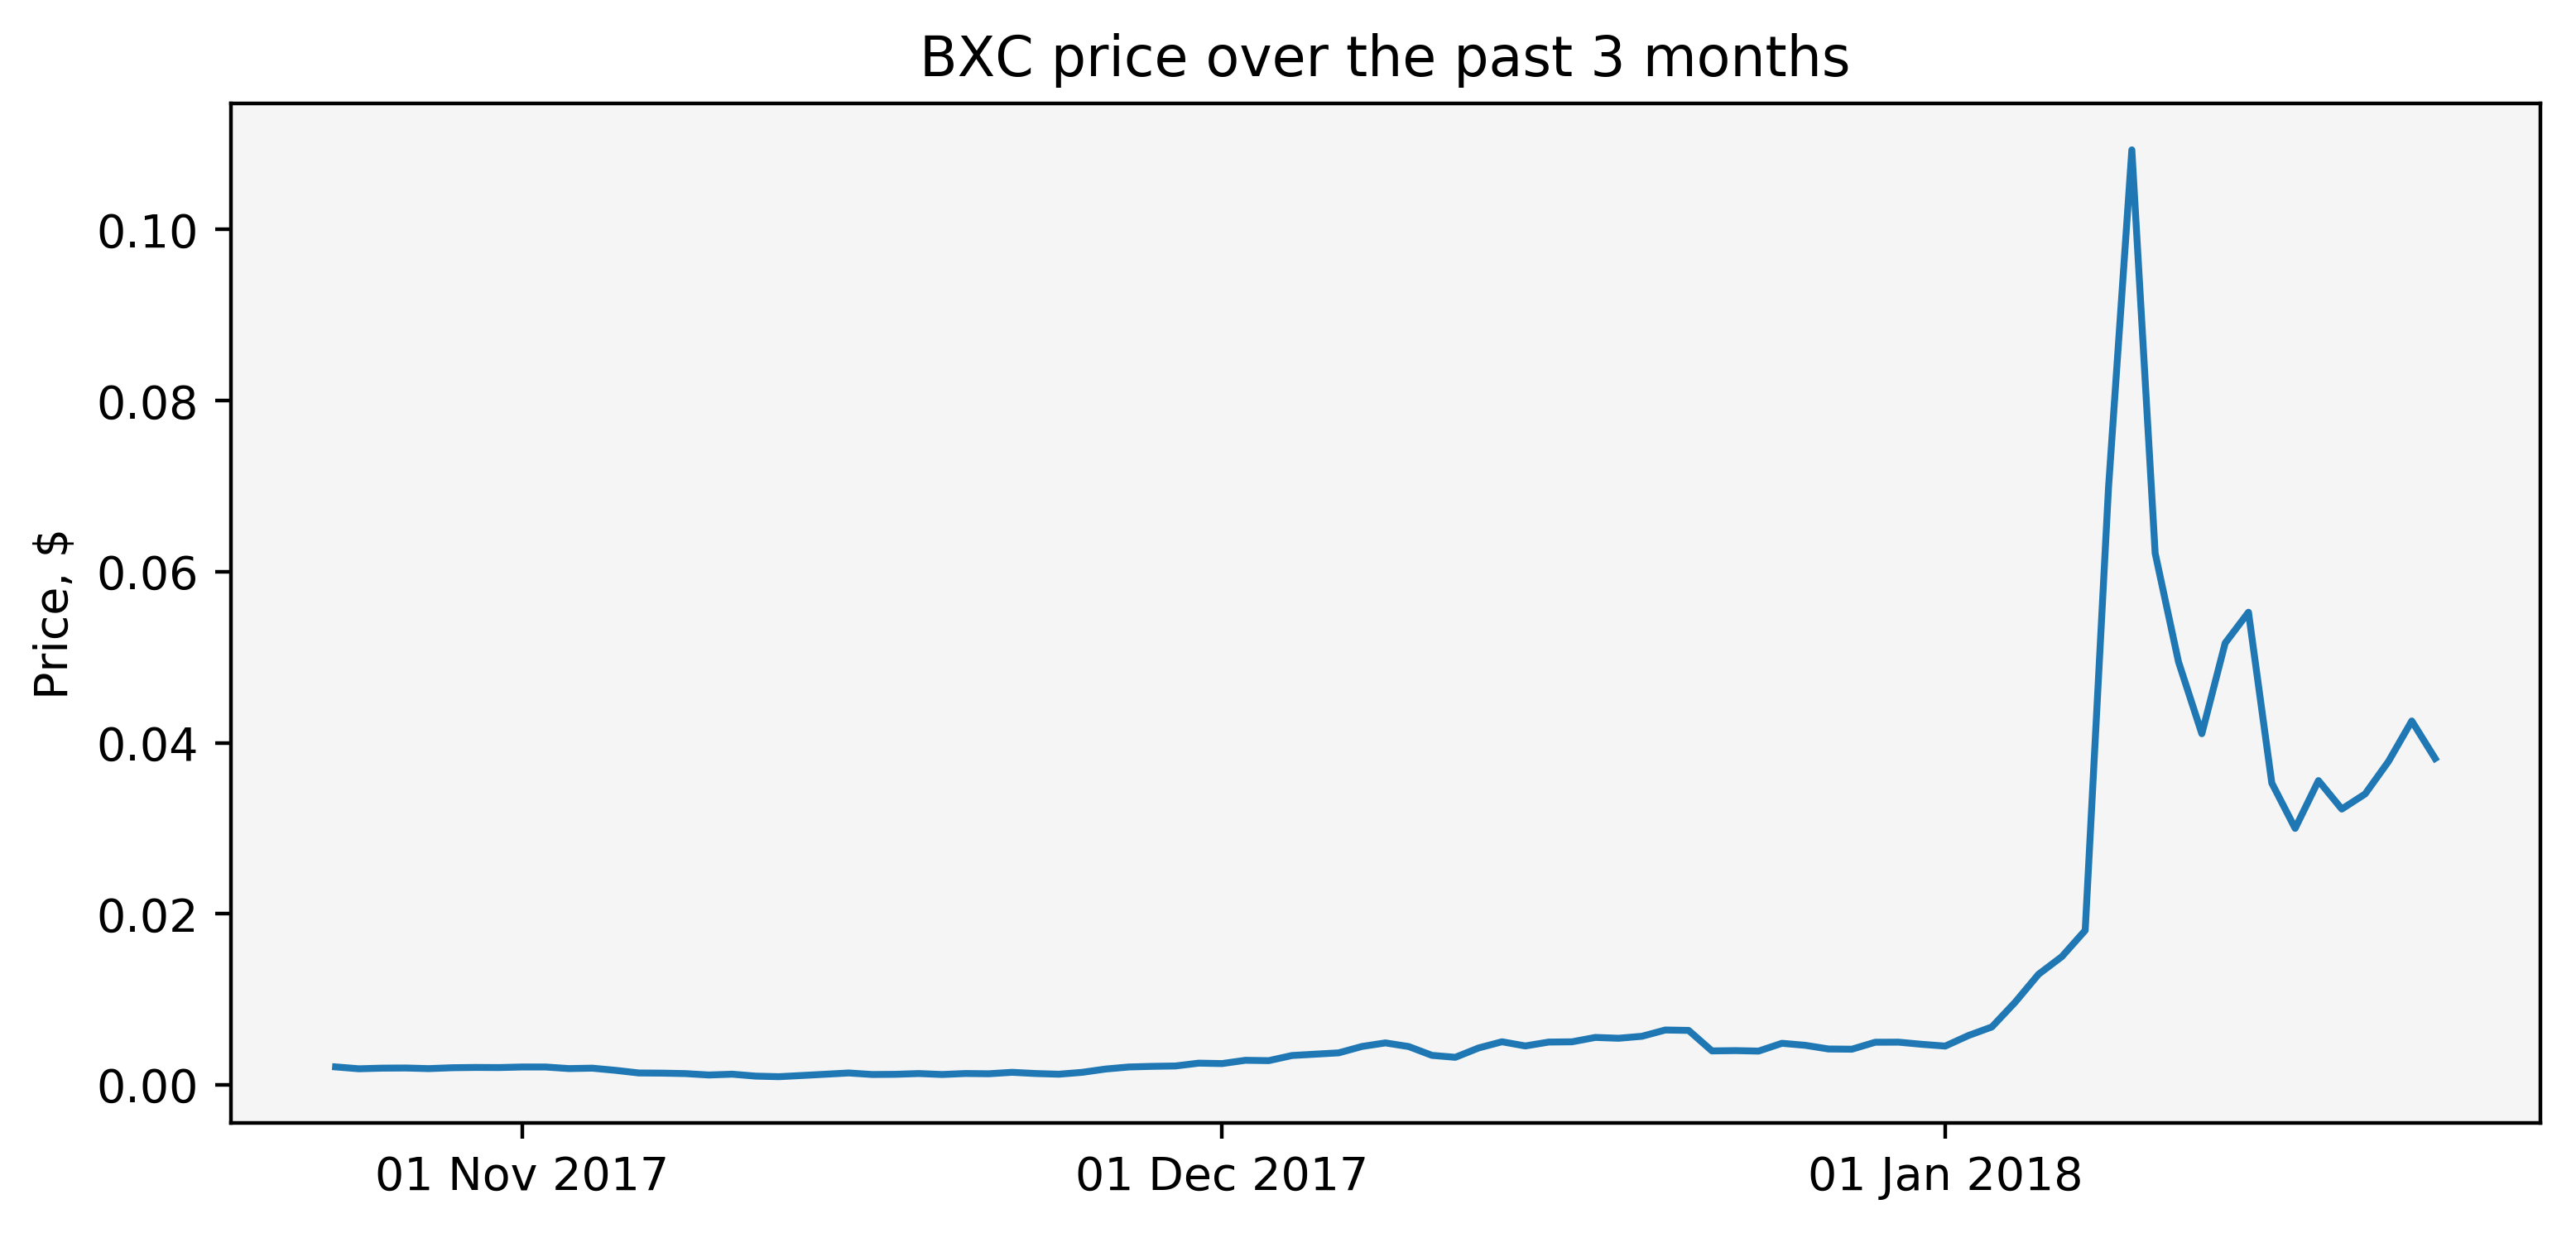 BXC price over the past 3 months
Price, $
0.10
0.08
0.06
0.04
0.02
0.00
01 Nov 2017
01 Dec 2017
01 Jan 2018